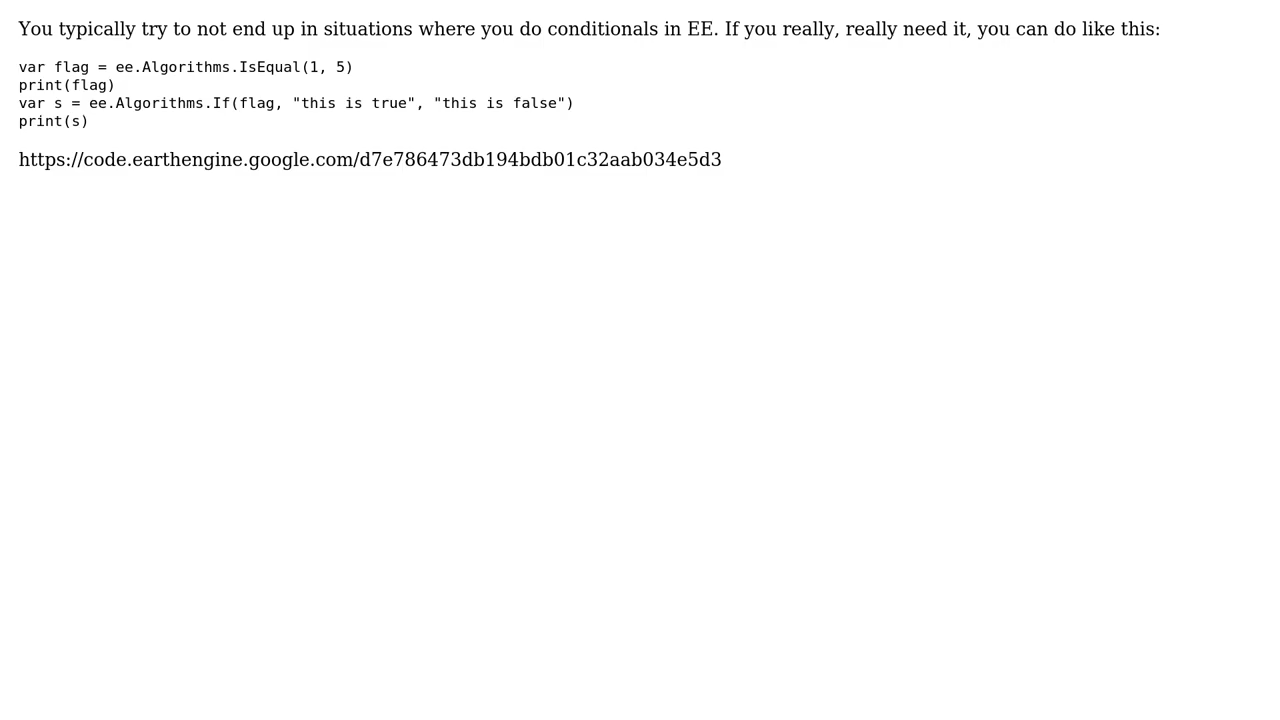 You typically try to not end up in situations where you do conditionals in EE. If you really, really need it, you can do like this:
var flag = ee.Algorithms.IsEqual(1, 5)
print(flag)
var s = ee.Algorithms.If(flag, "this is true", "this is false")
print(s)
https://code.earthengine.google.com/d7e786473db194bdb01c32aab034e5d3